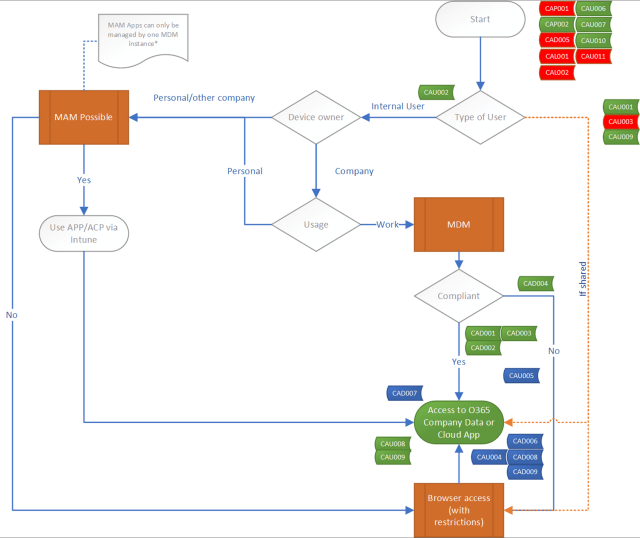 MAM Apps can only be
managed by one MDM
Instance*
Start
CAP001
CAU006
CAP002
CAU007
CAD005
CAU010
CAL001
CAU011
CAL002
CAU002
Personal/other company
Internal User
MAM Possible
Device owner
Type of User
CAU001
CAU003
CAU009
Yes
Personal
Company
Use APP/ACP via
Intune
Usage
Work
MDM
If shared
Compliant
CAD004
No
CAD001
CAD003
CAD002
Yes
No
CAU005
CAD007
Access to O365
Company Data or
Cloud App
CAU008
CAU009
CAD006
CAU004
CAD008
CAD009
Browser access
(with
restrictions)